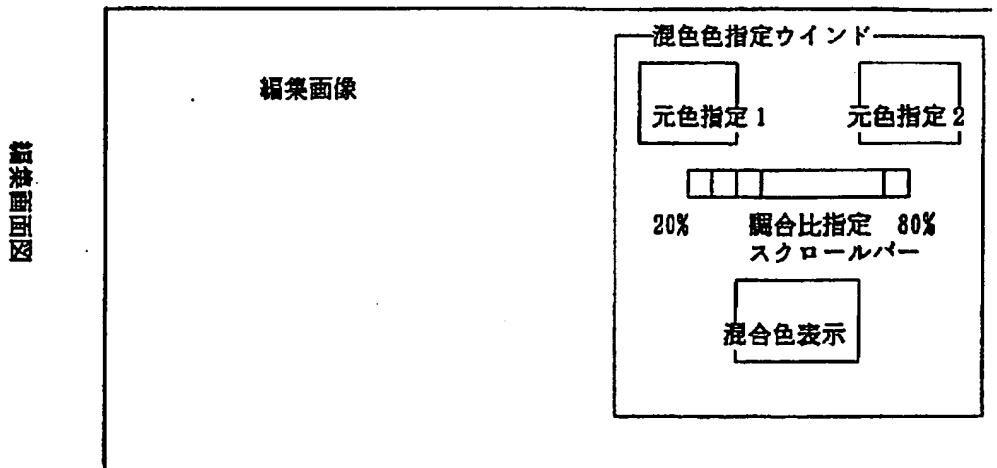 編集画面図
編集画像
混色色指定ウインド
元色指定1
元色指定2
20%
調合比指定
80%
スクロールバー
混合色表示